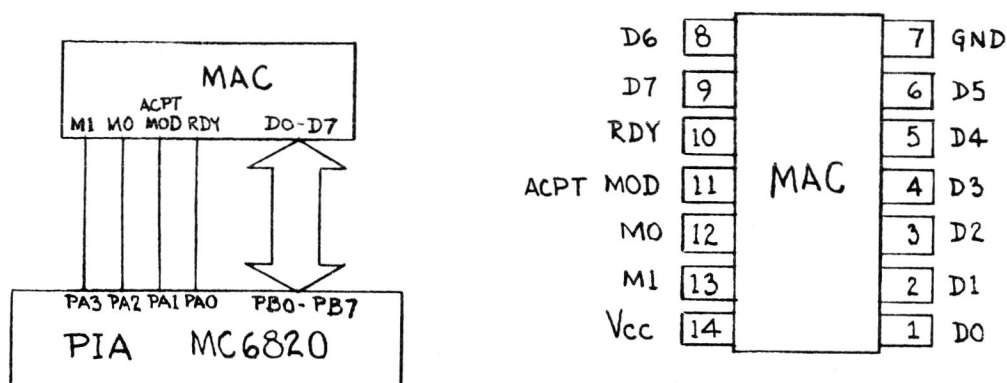 MAC
ACPT
M1 M0 MOD RDY D0-D7
PA3 PA2 PA1 PA0 PB0-PB7
PIA MC6820
D6 8 7 GND
D7 9 6 D5
RDY 10 5 D4
ACPT MOD 11 MAC 4 D3
M0 12 3 D2
M1 13 2 D1
Vcc 14 1 D0